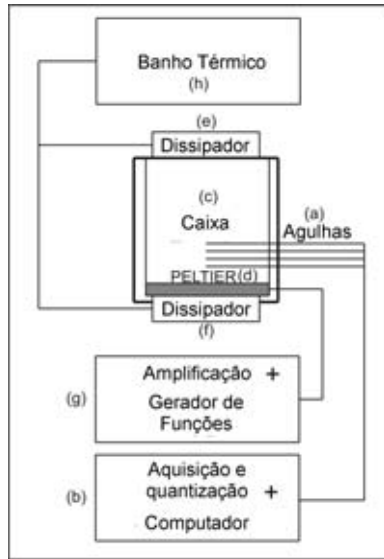 Banho Térmico
(h)
(e)
Dissipador
(c)
(a)
Caixa
Agulhas
PELTIER(d)
Dissipador
(f)
Amplificação +
(g)
Gerador de
Funções
Aquisição e
quantização +
(b)
Computador